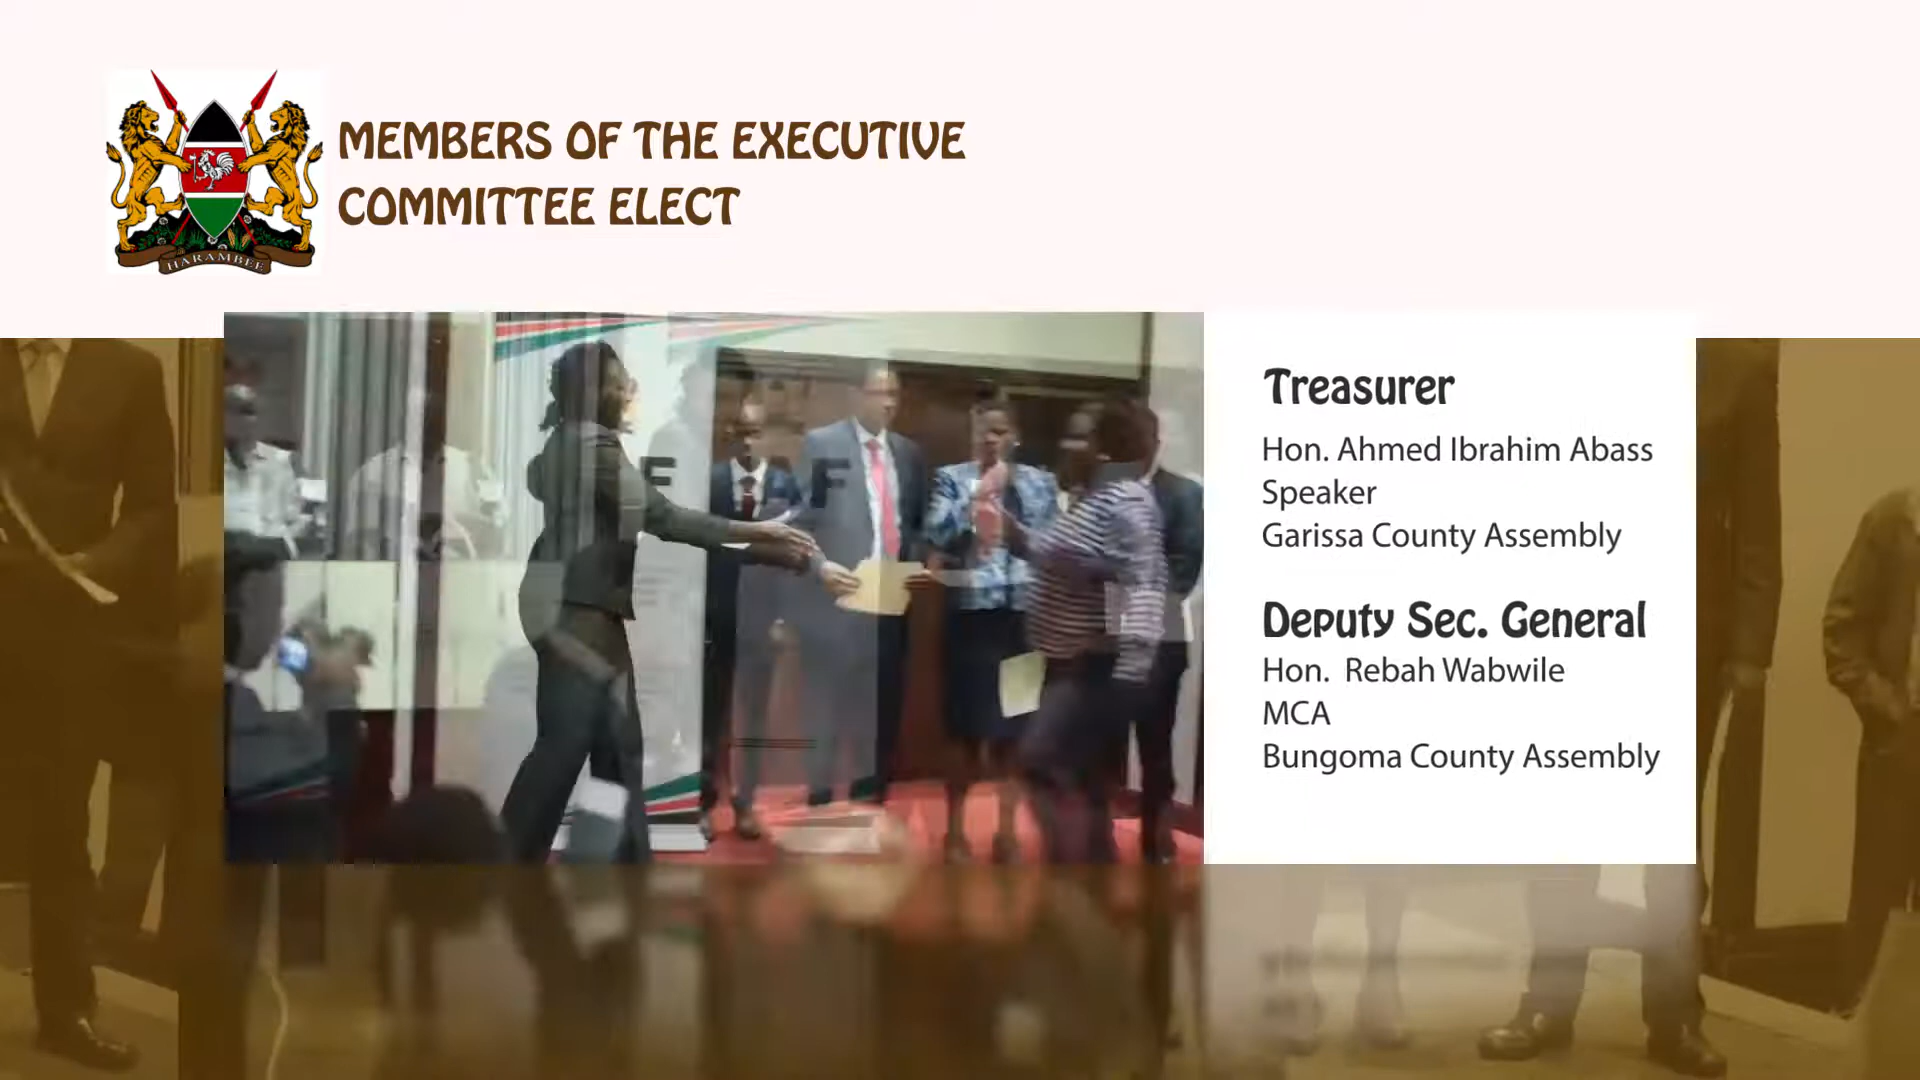 HARAMBEE
MEMBERS OF THE EXECUTIVE
COMMITTEE ELECT
F F
Treasurer
Hon. Ahmed Ibrahim Abass
Speaker
Garissa County Assembly
Deputy Sec. General
Hon. Rebah Wabwile
MCA
Bungoma County Assembly